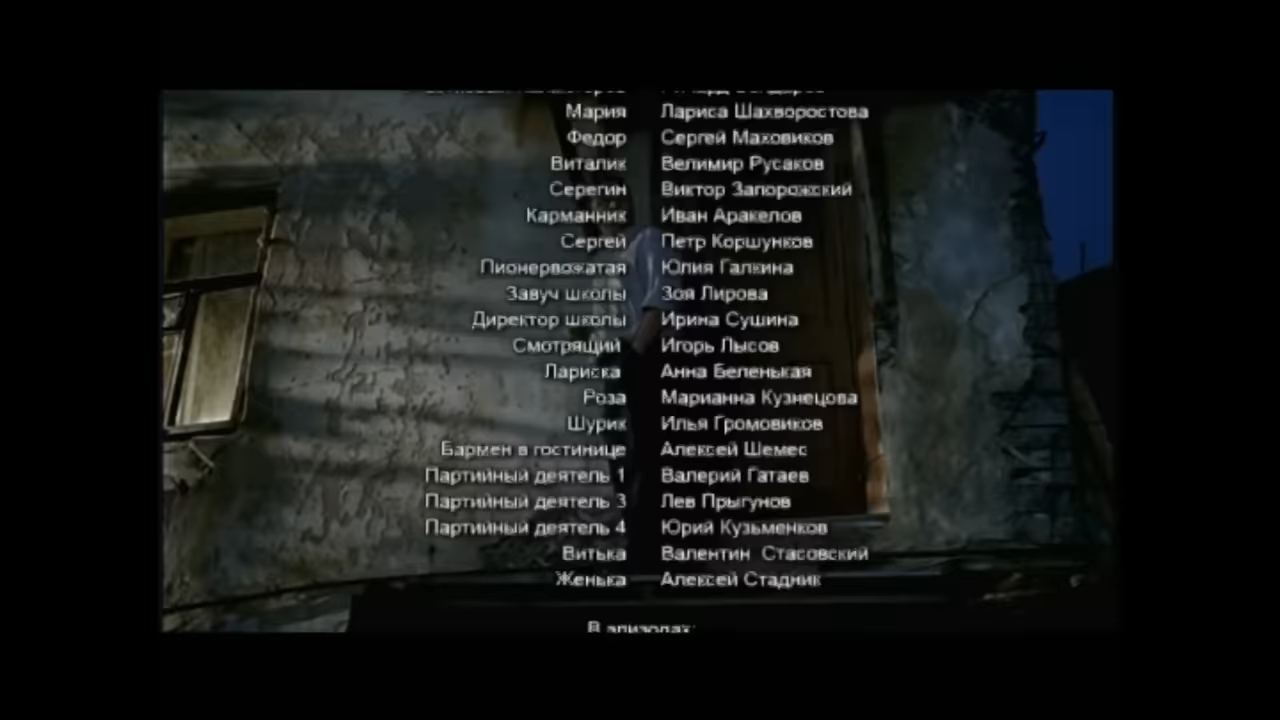 Мария Лариса Шахворостова
Федор Сергей Маховиков
Виталик Велимир Русаков
Серегин Виктор Запорожский
Карманник Иван Аракелов
Сергей Петр Коршунков
Пионервожатая Юлия Галкина
Завуч школы Зоя Лирова
Директор школы Ирина Сушина
Смотрящий Игорь Лысов
Лариска Анна Беленькая
Роза Марианна Кузнецова
Шурик Илья Громовиков
Бармен в гостинице Алексей Шемес
Партийный деятель 1 Валерий Гатаев
Партийный деятель 3 Лев Прыгунов
Партийный деятель 4 Юрий Кузьменков
Витька Валентин Стасовский
Женька Алексей Стадник
В эпизодах: